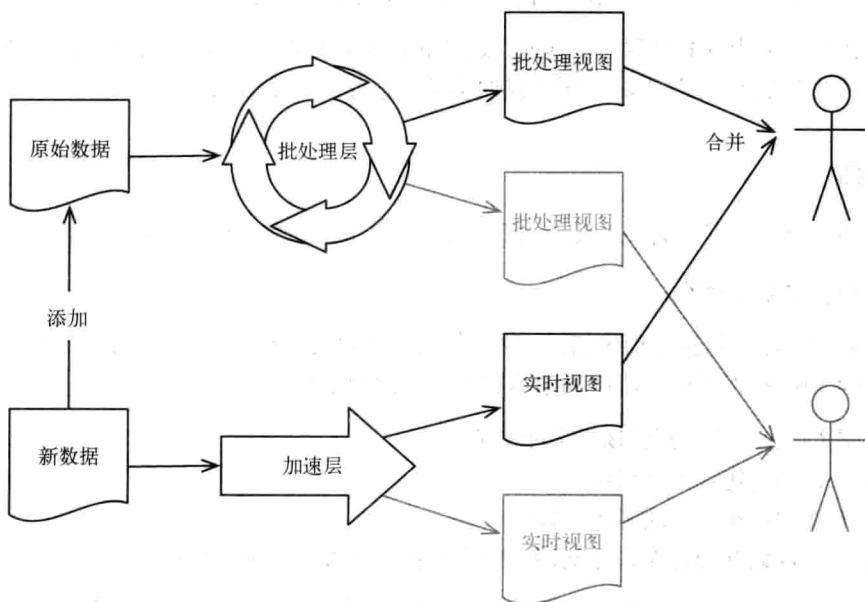 批处理视图
原始数据
批处理层
合并
批处理视图
添加
实时视图
新数据
加速层
实时视图